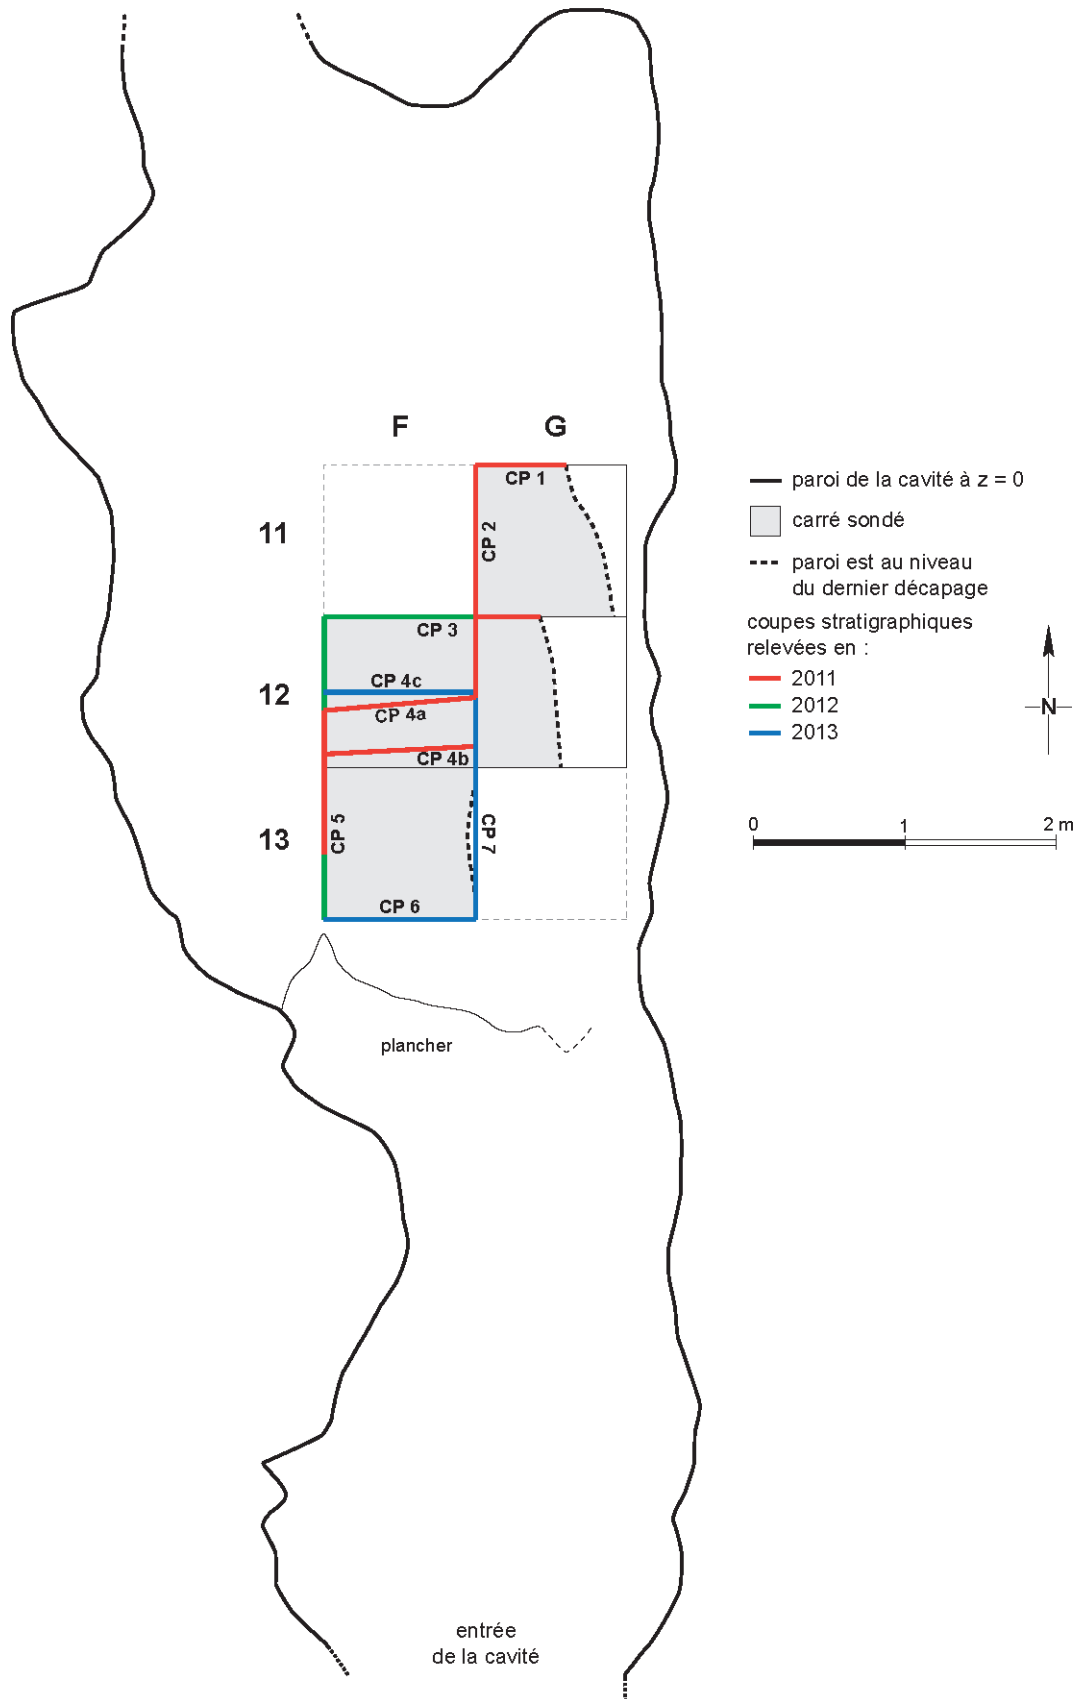 F
G
CP 1
11
CP 2
CP 3
CP 4c
12
CP 4a
CP 4b
13
CP 5
CP 7
CP 6
plancher
entrée
de la cavité
paroi de la cavité à z = 0
carré sondé
paroi est au niveau
du dernier décapage
coupes stratigraphiques
relevées en :
2011
2012
2013
N
0 1 2 m